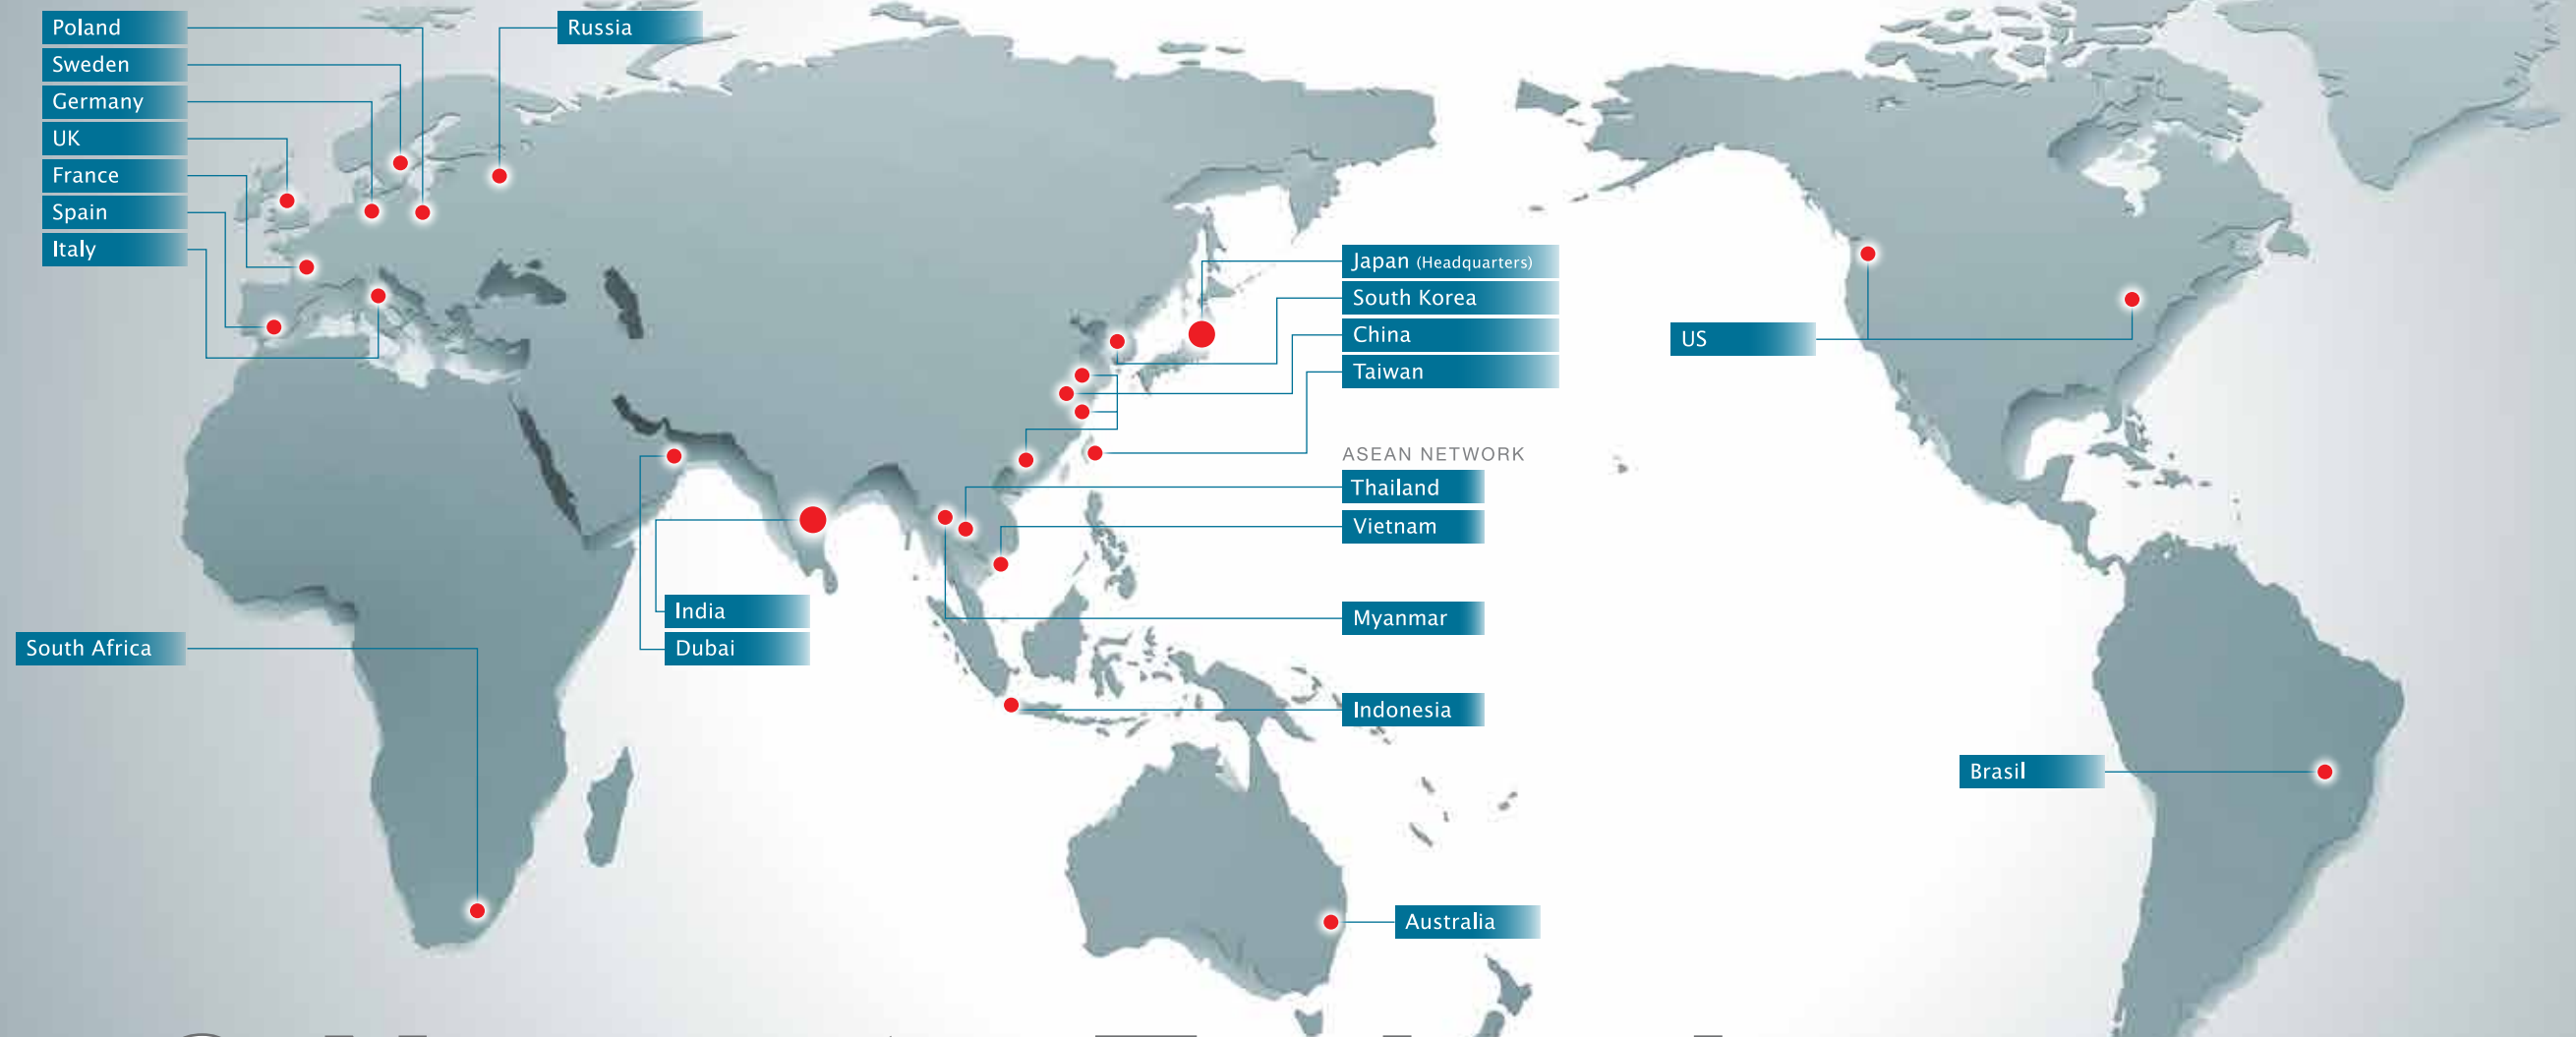 Poland
Sweden
Germany
UK
France
Spain
Italy
Russia
Japan (Headquarters)
South Korea
China
Taiwan
US
ASEAN NETWORK
Thailand
Vietnam
Myanmar
Indonesia
India
Dubai
South Africa
Brasil
Australia